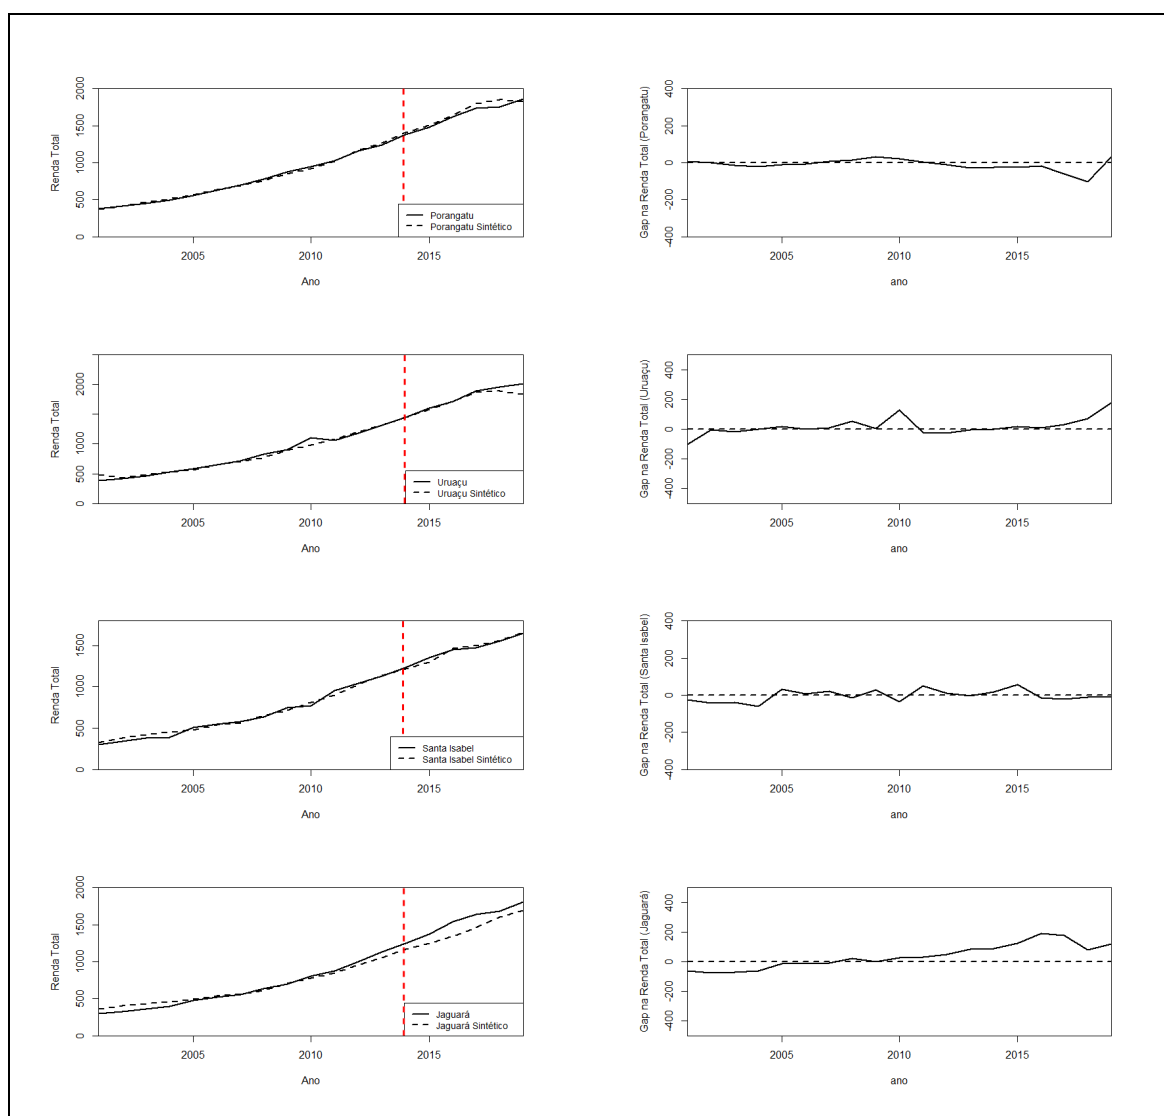 Renda Total
0 500 1000 1500 2000
2005 2010 2015
Ano
Porangatu
Porangatu Sintético
Gap na Renda Total (Porangatu)
-400 -200 0 200 400
2005 2010 2015
ano
Renda Total
0 500 1000 2000
2005 2010 2015
Ano
Uruaçu
Uruaçu Sintético
Gap na Renda Total (Uruaçu)
-400 -200 0 200 400
2005 2010 2015
ano
Renda Total
0 500 1000 1500
2005 2010 2015
Ano
Santa Isabel
Santa Isabel Sintético
Gap na Renda Total (Santa Isabel)
-400 -200 0 200 400
2005 2010 2015
ano
Renda Total
0 500 1000 1500 2000
2005 2010 2015
Ano
Jaguará
Jaguará Sintético
Gap na Renda Total (Jaguará)
-400 -200 0 200 400
2005 2010 2015
ano